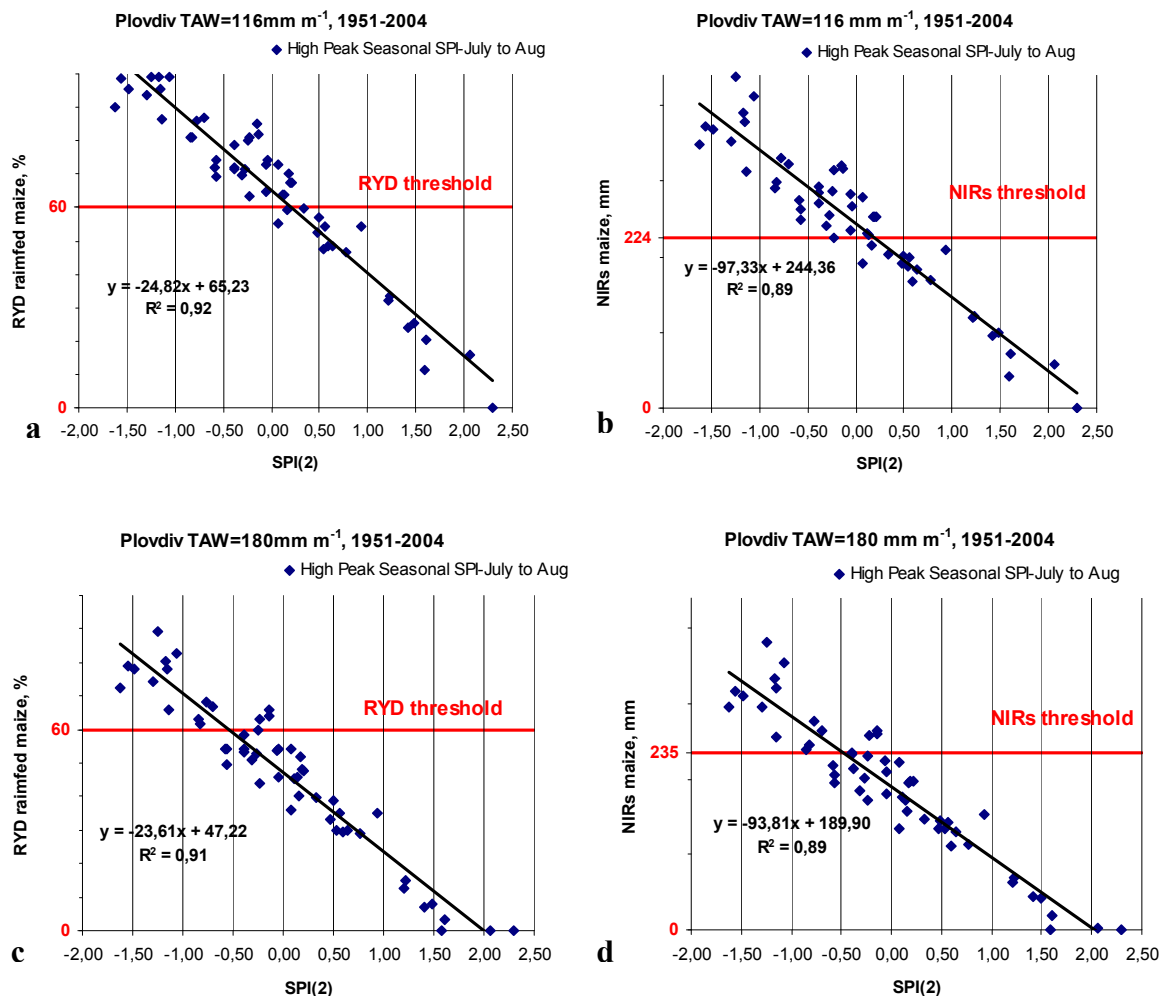 Plovdiv TAW=116mm m-1, 1951-2004
High Peak Seasonal SPI-July to Aug
RYD raimfed maize, %
60
0
RYD threshold
y = -24,82x + 65,23
R2 = 0,92
-2,00 -1,50 -1,00 -0,50 0,00 0,50 1,00 1,50 2,00 2,50
SPI(2)
a
Plovdiv TAW=116 mm m-1, 1951-2004
High Peak Seasonal SPI-July to Aug
NIRs maize, mm
224
0
NIRs threshold
y = -97,33x + 244,36
R2 = 0,89
-2,00 -1,50 -1,00 -0,50 0,00 0,50 1,00 1,50 2,00 2,50
SPI(2)
b
Plovdiv TAW=180mm m-1, 1951-2004
High Peak Seasonal SPI-July to Aug
RYD raimfed maize, %
60
0
RYD threshold
y = -23,61x + 47,22
R2 = 0,91
-2,00 -1,50 -1,00 -0,50 0,00 0,50 1,00 1,50 2,00 2,50
SPI(2)
c
Plovdiv TAW=180 mm m-1, 1951-2004
High Peak Seasonal SPI-July to Aug
NIRs maize, mm
235
0
NIRs threshold
y = -93,81x + 189,90
R2 = 0,89
-2,00 -1,50 -1,00 -0,50 0,00 0,50 1,00 1,50 2,00 2,50
SPI(2)
d